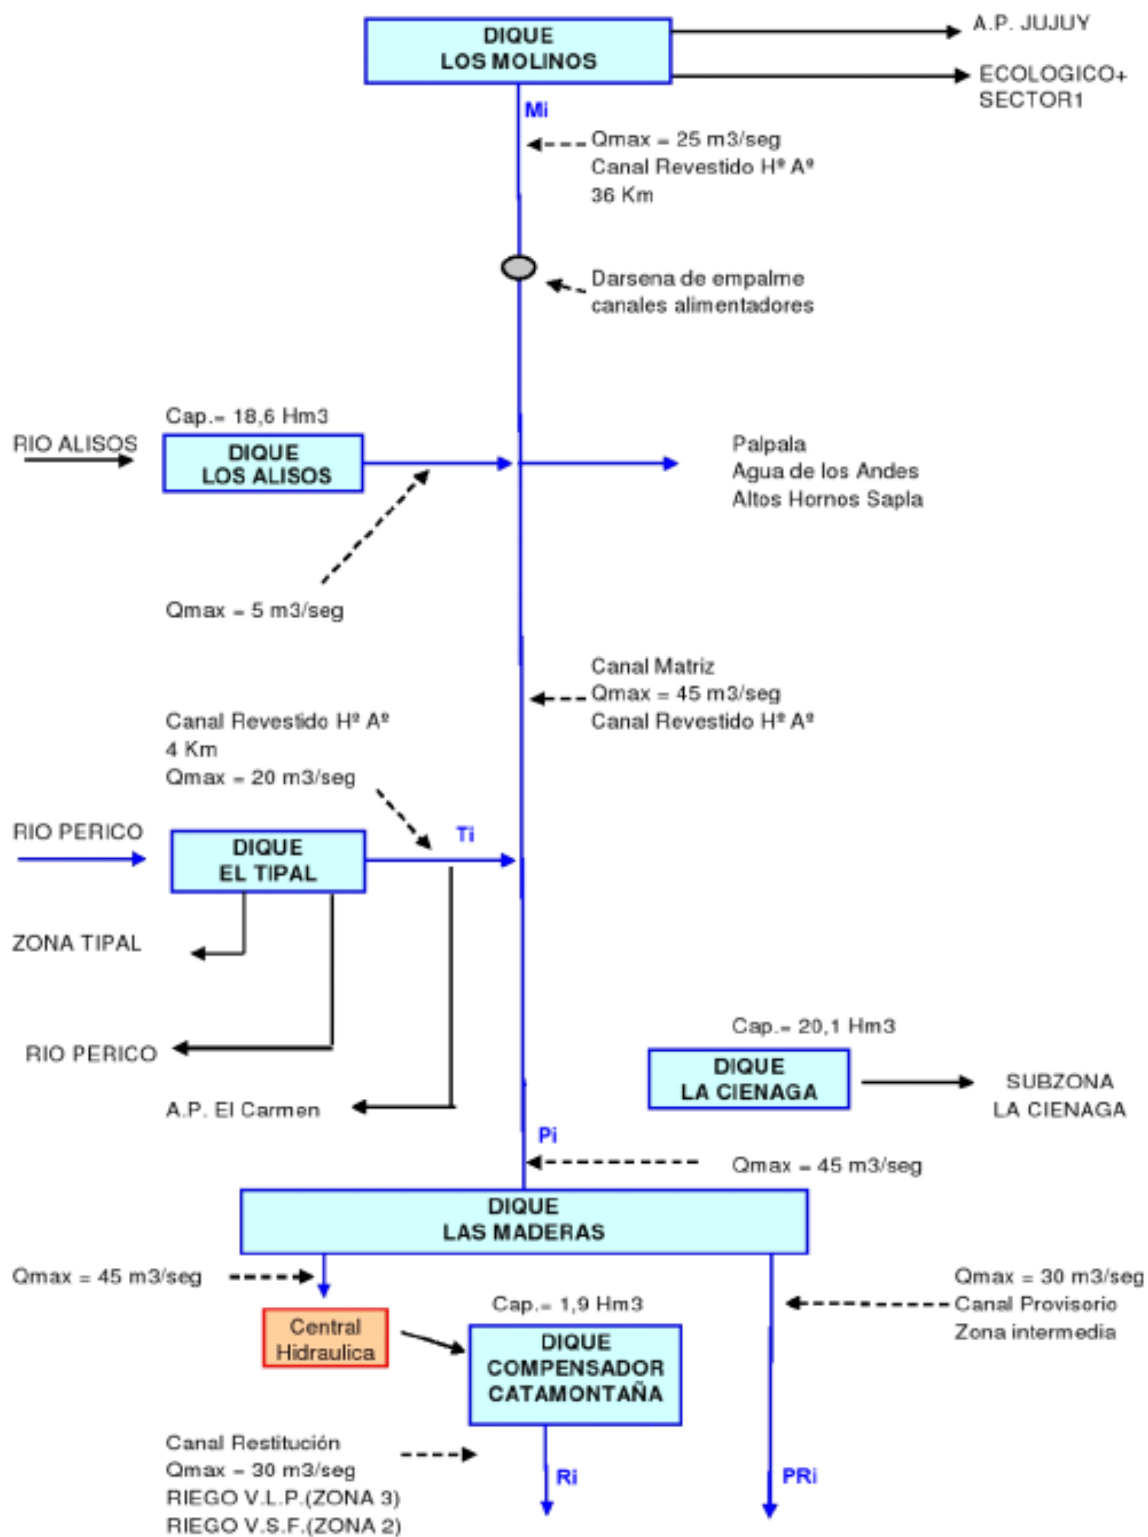 DIQUE
LOS MOLINOS
A.P. JUJUY
ECOLOGICO+
SECTOR1
Mi
Qmax = 25 m3/seg
Canal Revestido Hº Aº
36 Km
Darsena de empalme
canales alimentadores
Cap.= 18,6 Hm3
RIO ALISOS
DIQUE
LOS ALISOS
Palpala
Agua de los Andes
Altos Hornos Sapla
Qmax = 5 m3/seg
Canal Matriz
Qmax = 45 m3/seg
Canal Revestido Hº Aº
Canal Revestido Hº Aº
4 Km
Qmax = 20 m3/seg
RIO PERICO
DIQUE
EL TIPAL
Ti
ZONA TIPAL
RIO PERICO
A.P. El Carmen
Cap.= 20,1 Hm3
DIQUE
LA CIENAGA
SUBZONA
LA CIENAGA
Pi
Qmax = 45 m3/seg
DIQUE
LAS MADERAS
Qmax = 45 m3/seg
Central
Hidraulica
Cap.= 1,9 Hm3
DIQUE
COMPENSADOR
CATAMONTAÑA
Qmax = 30 m3/seg
Canal Provisorio
Zona intermedia
Canal Restitución
Qmax = 30 m3/seg
RIEGO V.L.P.(ZONA 3)
RIEGO V.S.F.(ZONA 2)
Ri
PRi